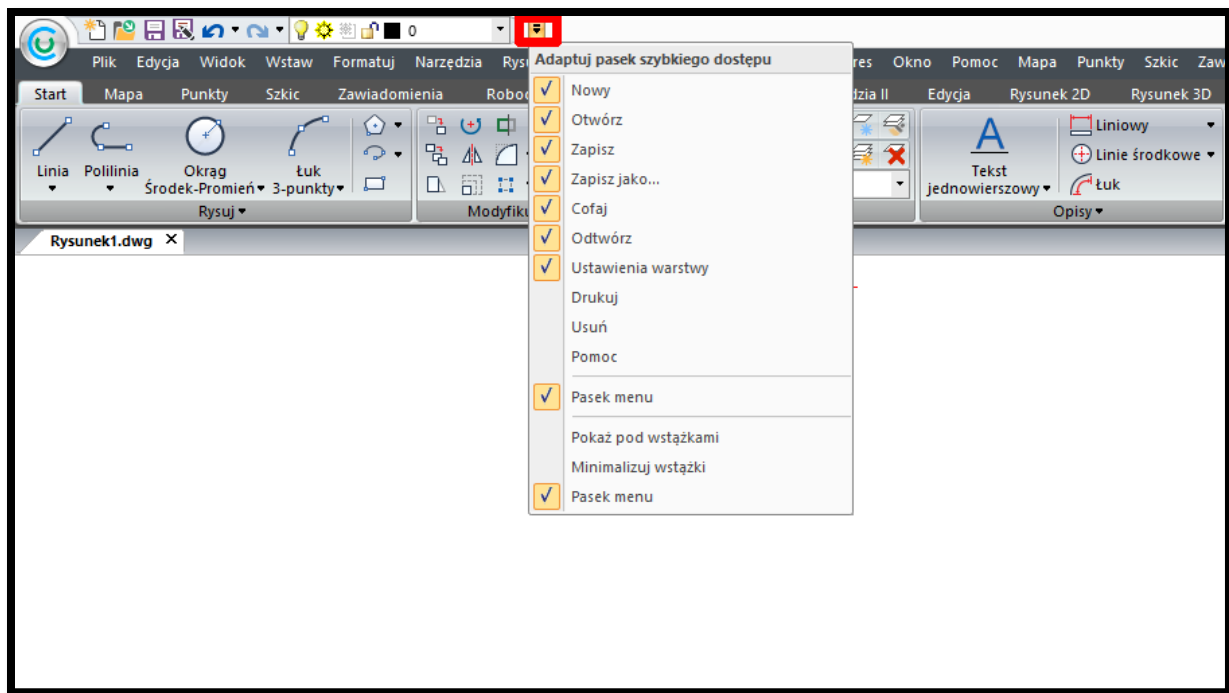 0
Plik Edycja Widok Wstaw Formatuj Narzędzia Okno Pomoc Mapa Punkty Szkic
Start Mapa Punkty Szkic Zawiadomienia Edycja Rysunek 2D Rysunek 3D
Linia Polilinia Okrąg Środek-Promień Łuk 3-punkty
Rysuj
Tekst jednowierszowy
Liniowy
Linie środkowe
Łuk
Opisy
Rysunek1.dwg X
Adaptuj pasek szybkiego dostępu
Nowy
Otwórz
Zapisz
Zapisz jako...
Cofaj
Odtwórz
Ustawienia warstwy
Drukuj
Usuń
Pomoc
Pasek menu
Pokaż pod wstążkami
Minimalizuj wstążki
Pasek menu